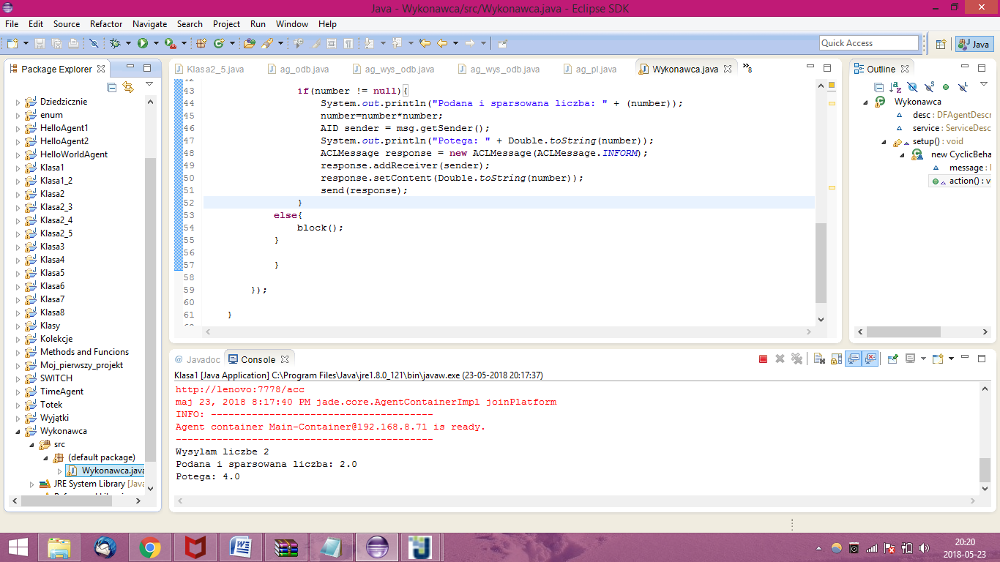 Java - Wykonawca/src/Wykonawca.java - Eclipse SDK
File Edit Source Refactor Navigate Search Project Run Window Help
Quick Access
Java
Package Explorer
Dziedzicznie
enum
HelloAgent1
HelloAgent2
HelloWorldAgent
Klasa1
Klasa1_2
Klasa2
Klasa2_3
Klasa2_4
Klasa2_5
Klasa3
Klasa4
Klasa5
Klasa6
Klasa7
Klasa8
Klasy
Kolekcje
Methods and Funcions
Moj_pierwszy_projekt
SWITCH
TimeAgent
Totek
Wyjątki
Wykonawca
src
(default package)
Wykonawca.java
JRE System Library [Java
Klasa2_5.java ag_odb.java ag_wys_odb.java ag_wys_odb.java ag_pl.java Wykonawca.java »8
43 if(number != null){
44 System.out.println("Podana i sparsowana liczba: " + (number));
45 number=number*number;
46 AID sender = msg.getSender();
47 System.out.println("Potega: " + Double.toString(number));
48 ACLMessage response = new ACLMessage(ACLMessage.INFORM);
49 response.addReceiver(sender);
50 response.setContent(Double.toString(number));
51 send(response);
52 }
53 else{
54 block();
55 }
56
57 }
58
59 });
60
61 }
Outline
Wykonawca
desc : DFAgentDescr
service : ServiceDesc
setup() : void
new CyclicBeha
message :
action() : v
@ Javadoc Console
Klasa1 [Java Application] C:\Program Files\Java\jre1.8.0_121\bin\javaw.exe (23-05-2018 20:17:37)
http://lenovo:7778/acc
maj 23, 2018 8:17:40 PM jade.core.AgentContainerImpl joinPlatform
INFO: --------------------------------------
Agent container Main-Container@192.168.8.71 is ready.
--------------------------------------------
Wysylam liczbe 2
Podana i sparsowana liczba: 2.0
Potega: 4.0
20:20
2018-05-23